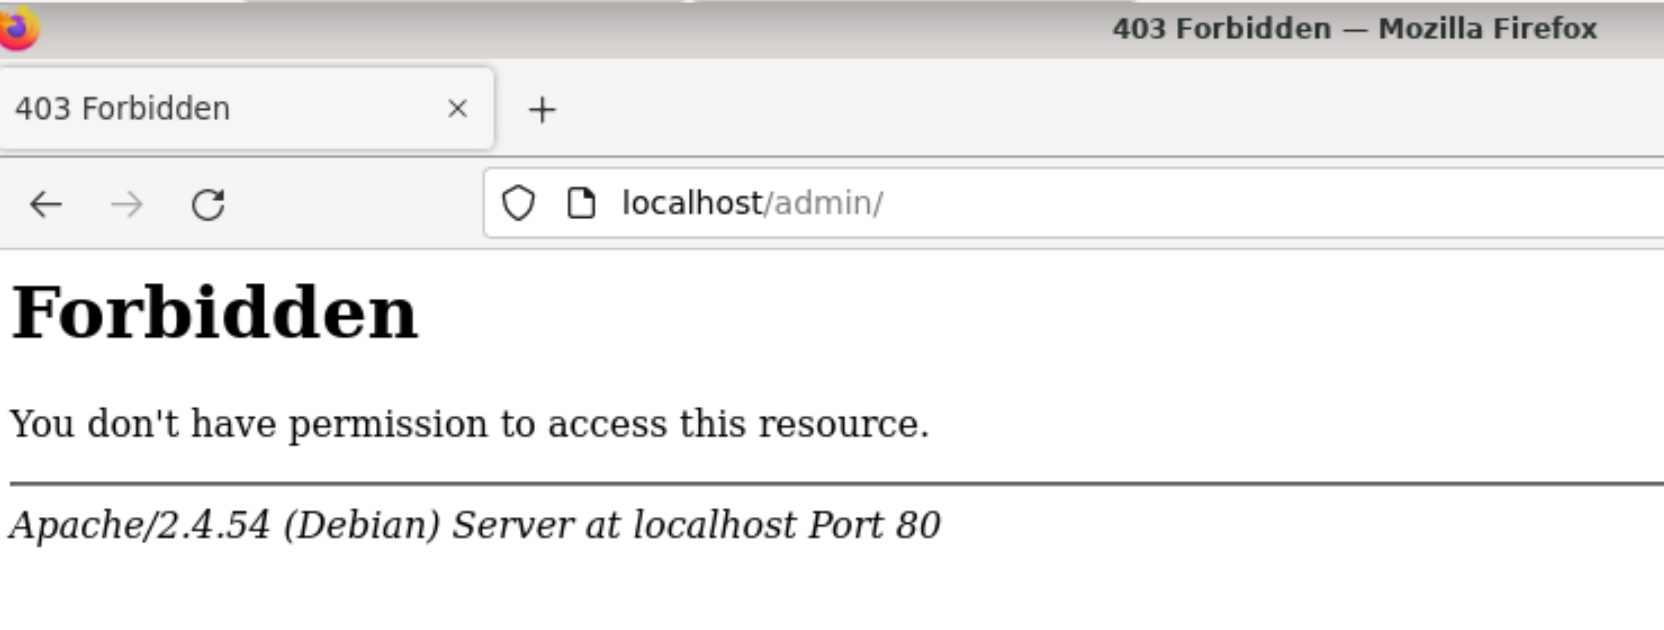 403 Forbidden — Mozilla Firefox
403 Forbidden
localhost/admin/
Forbidden
You don't have permission to access this resource.
Apache/2.4.54 (Debian) Server at localhost Port 80